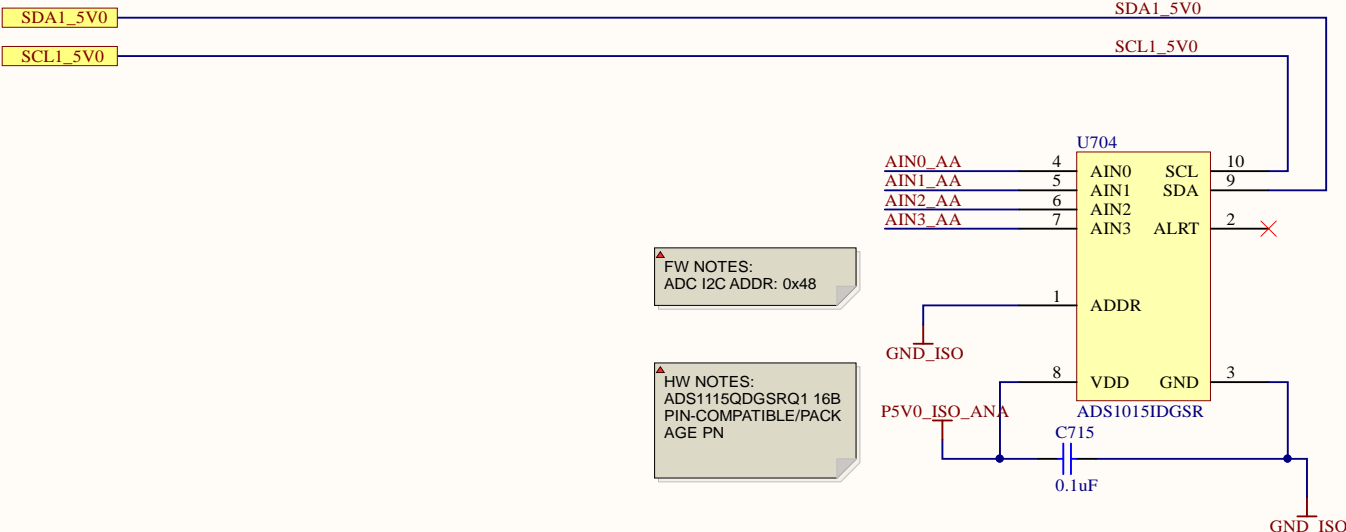 SDA1_5V0
SDA1_5V0
SCL1_5V0
SCL1_5V0
U704
AIN0_AA 4 AIN0 SCL 10
AIN1_AA 5 AIN1 SDA 9
AIN2_AA 6 AIN2
AIN3_AA 7 AIN3 ALRT 2
FW NOTES:
ADC I2C ADDR: 0x48
1 ADDR
GND_ISO
HW NOTES:
ADS1115QDGSRQ1 16B
PIN-COMPATIBLE/PACK
AGE PN
8 VDD GND 3
P5V0_ISO_ANA
ADS1015IDGSR
C715
0.1uF
GND_ISO